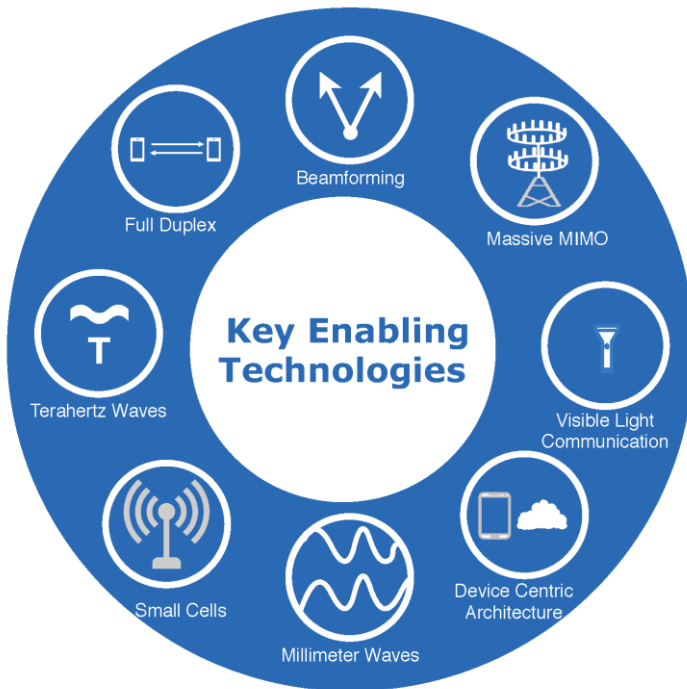 Beamforming
Massive MIMO
Visible Light
Communication
Device Centric
Architecture
Millimeter Waves
Small Cells
T
Terahertz Waves
Full Duplex
Key Enabling
Technologies